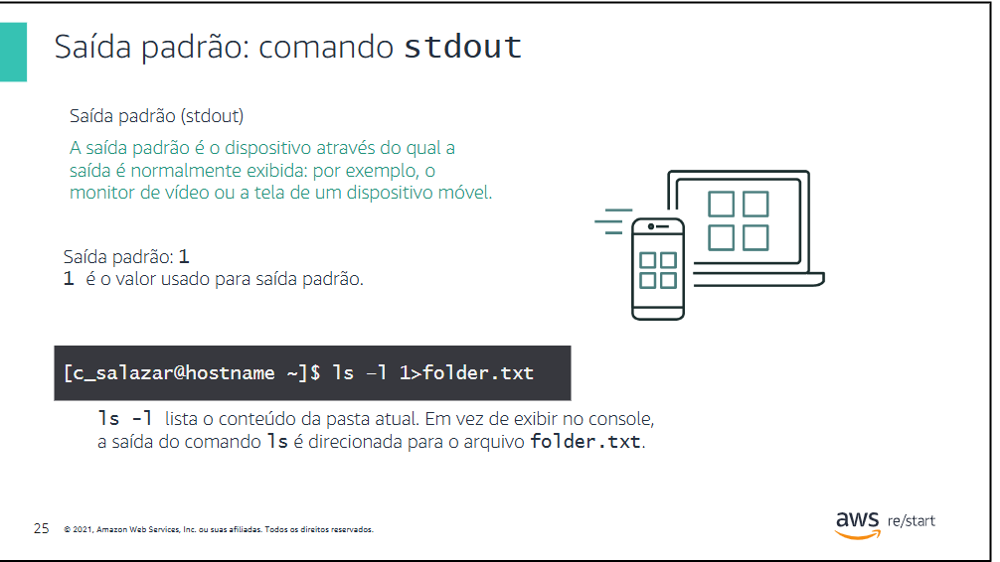 Saída padrão: comando stdout
Saída padrão (stdout)
A saída padrão é o dispositivo através do qual a
saída é normalmente exibida: por exemplo, o
monitor de vídeo ou a tela de um dispositivo móvel.
Saída padrão: 1
1 é o valor usado para saída padrão.
[c_salazar@hostname ~]$ ls –l 1>folder.txt
ls -l lista o conteúdo da pasta atual. Em vez de exibir no console,
a saída do comando ls é direcionada para o arquivo folder.txt.
25 © 2021, Amazon Web Services, Inc. ou suas afiliadas. Todos os direitos reservados.
aws re/start